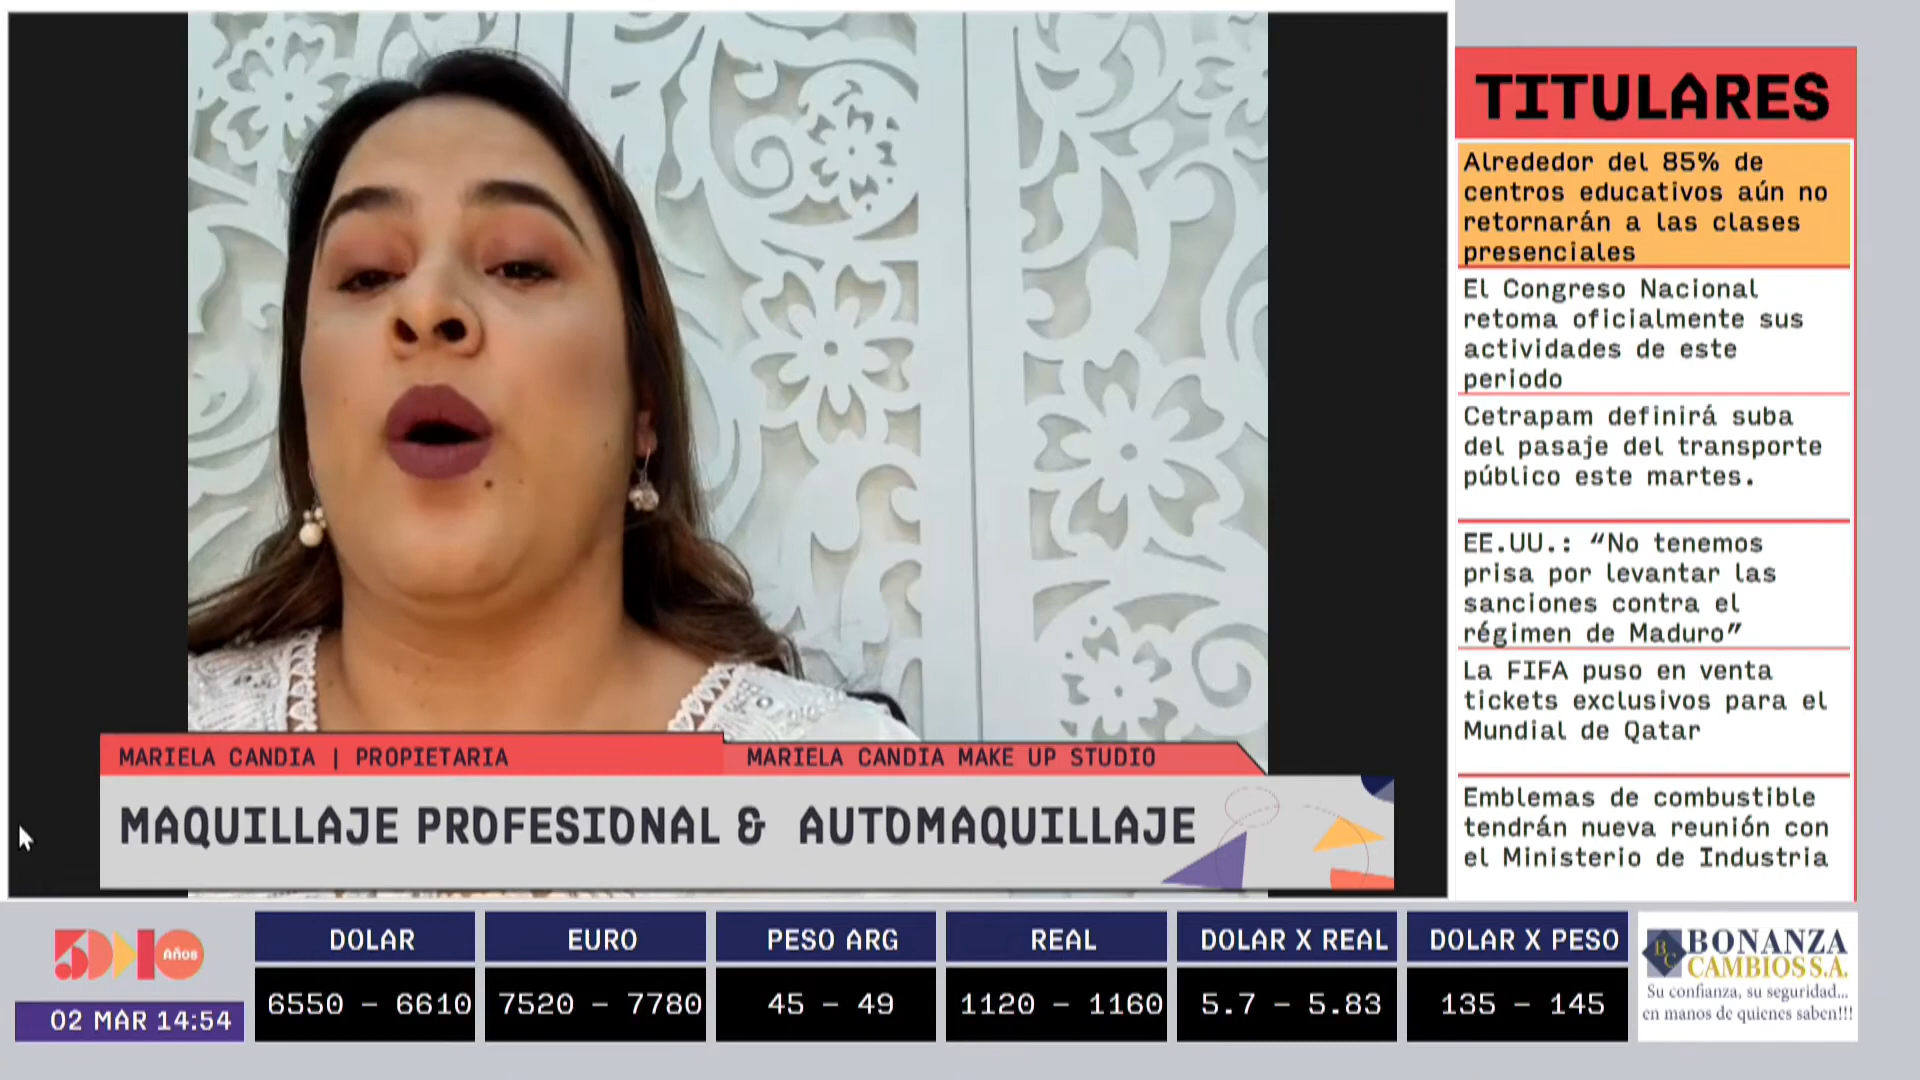 TITULARES
Alrededor del 85% de
centros educativos aún no
retornarán a las clases
presenciales
El Congreso Nacional
retoma oficialmente sus
actividades de este
periodo
Cetrapam definirá suba
del pasaje del transporte
público este martes.
EE.UU.: “No tenemos
prisa por levantar las
sanciones contra el
régimen de Maduro”
La FIFA puso en venta
tickets exclusivos para el
Mundial de Qatar
Emblemas de combustible
tendrán nueva reunión con
el Ministerio de Industria
MARIELA CANDIA | PROPIETARIA
MARIELA CANDIA MAKE UP STUDIO
MAQUILLAJE PROFESIONAL & AUTOMAQUILLAJE
Años
02 MAR 14:54
DOLAR
6550 - 6610
EURO
7520 - 7780
PESO ARG
45 - 49
REAL
1120 - 1160
DOLAR X REAL
5.7 - 5.83
DOLAR X PESO
135 - 145
BC
BONANZA
CAMBIOS S.A.
Su confianza, su seguridad...
en manos de quienes saben!!!